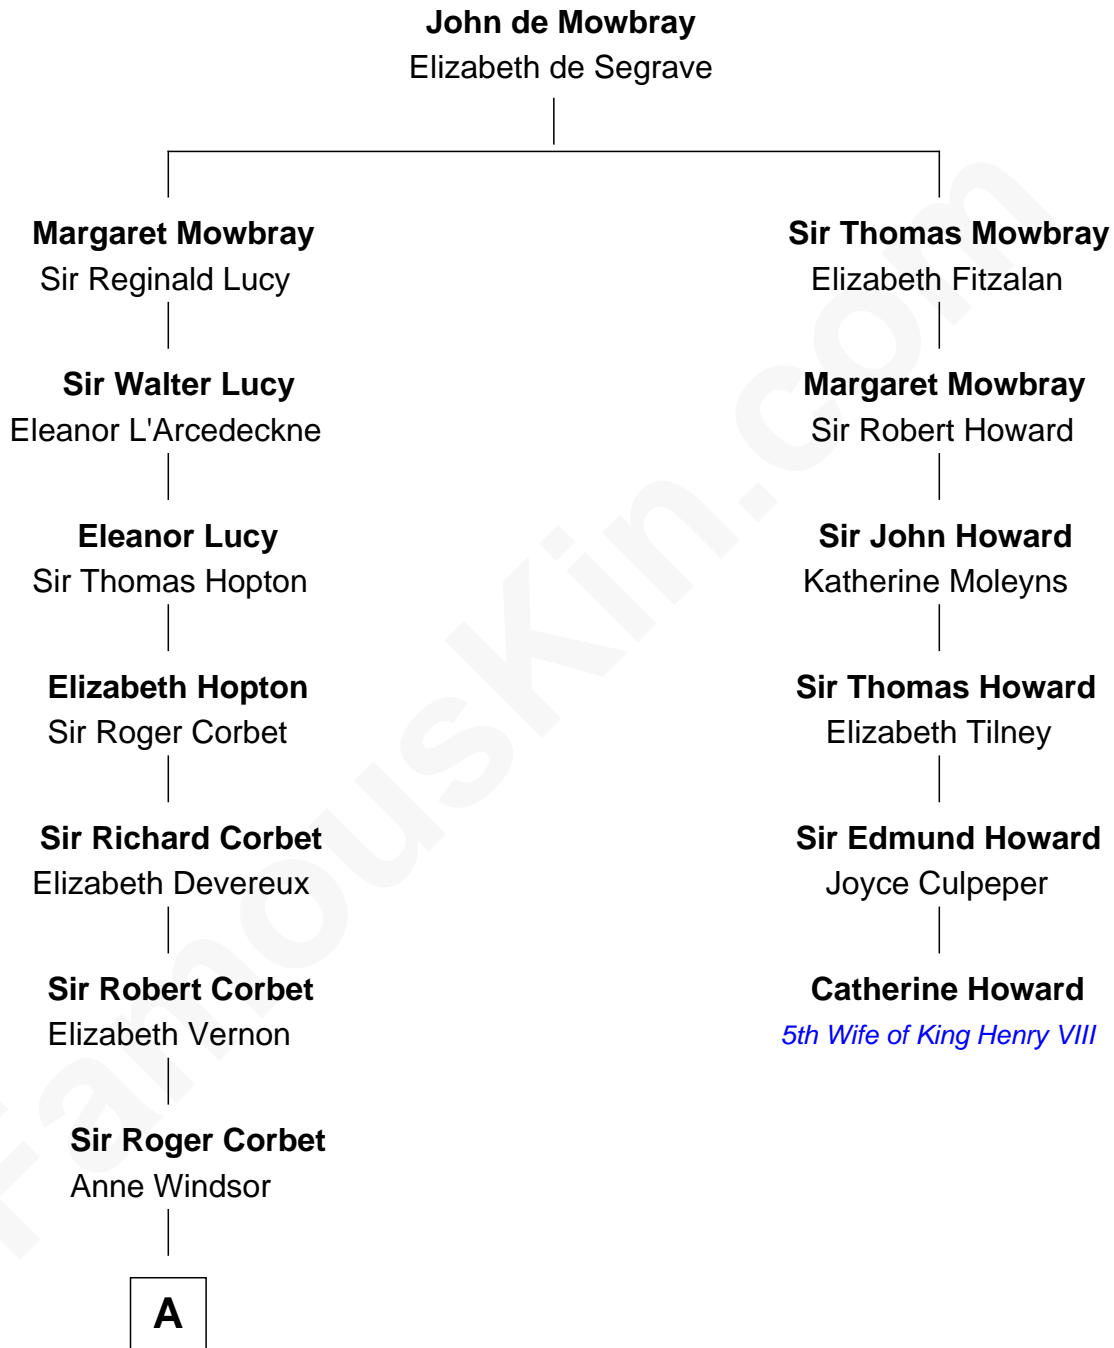 John de Mowbray
Elizabeth de Segrave
Margaret Mowbray
Sir Reginald Lucy
Sir Thomas Mowbray
Elizabeth Fitzalan
Sir Walter Lucy
Eleanor L'Arcedeckne
Margaret Mowbray
Sir Robert Howard
Eleanor Lucy
Sir Thomas Hopton
Sir John Howard
Katherine Moleyns
Elizabeth Hopton
Sir Roger Corbet
Sir Thomas Howard
Elizabeth Tilney
Sir Richard Corbet
Elizabeth Devereux
Sir Edmund Howard
Joyce Culpeper
Sir Robert Corbet
Elizabeth Vernon
Catherine Howard
5th Wife of King Henry VIII
Sir Roger Corbet
Anne Windsor
A
FamousKin.com